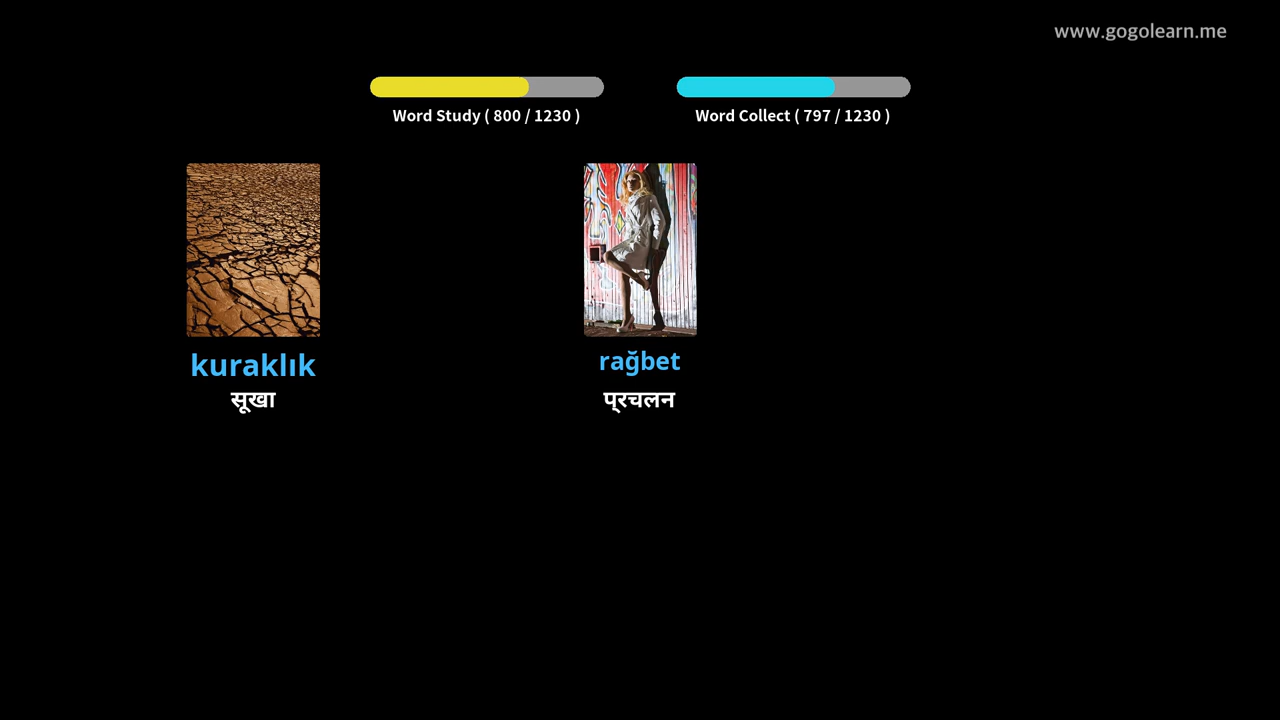 www.gogolearn.me
Word Study ( 800 / 1230 )
Word Collect ( 797 / 1230 )
kuraklık
सूखा
rağbet
प्रचलन